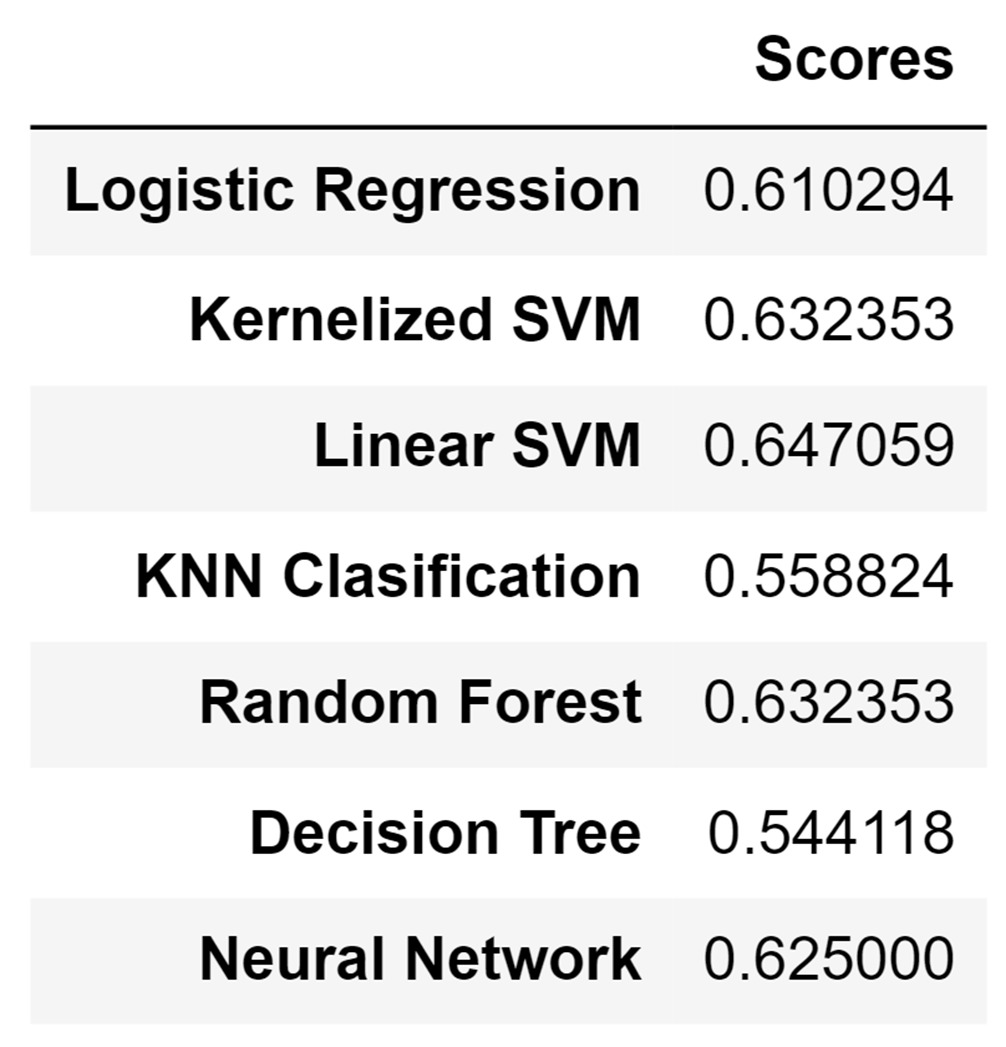 Scores
Logistic Regression 0.610294
Kernelized SVM 0.632353
Linear SVM 0.647059
KNN Clasification 0.558824
Random Forest 0.632353
Decision Tree 0.544118
Neural Network 0.625000